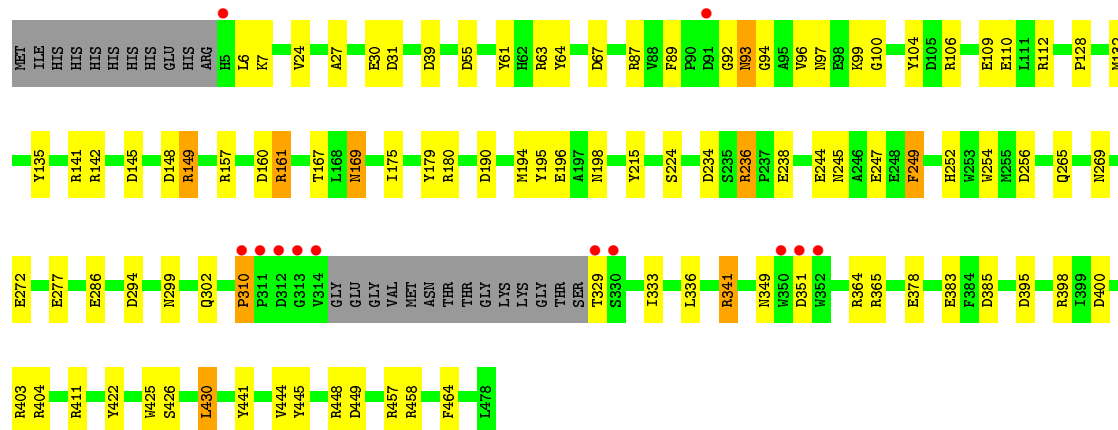 MET ILE HIS HIS HIS HIS HIS HIS GLU HIS ARG H5 L6 K7 V24 A27 E30 D31 D39 D55 Y61 H62 R63 Y64 D67 R87 V88 F89 P90 D91 G92 N93 G94 A95 V96 N97 E98 K99 G100 Y104 D105 R106 E109 E110 L111 R112 P128 M132
Y135 R141 R142 D145 D148 R149 R157 D160 R161 T167 L168 N169 I175 Y179 R180 D190 M194 Y195 E196 A197 N198 Y215 S224 D234 S235 R236 P237 E238 E244 N245 A246 E247 E248 F249 H252 W253 W254 M255 D256 Q265 N269
E272 E277 E286 D294 N299 Q302 P310 P311 D312 G313 V314 GLY GLU GLY VAL MET ASN THR THR GLY LYS LYS GLY THR SER T329 S330 I333 L336 R341 N349 W350 D351 W352 R364 R365 E378 E383 F384 D385 D395 R398 I399 D400
R403 R404 R411 Y422 W425 S426 L430 Y441 V444 Y445 R448 D449 R457 R458 F464 L478